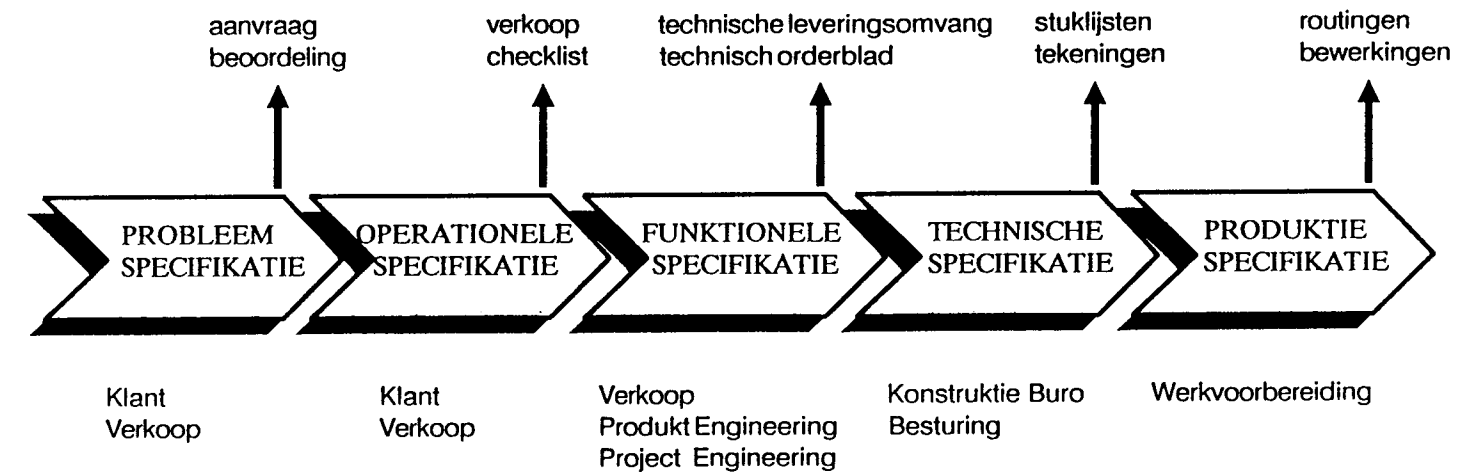 aanvraag
beoordeling
verkoop
checklist
technische leveringsomvang
technisch orderblad
stuklijsten
tekeningen
routingen
bewerkingen
PROBLEEM
SPECIFIKATIE
OPERATIONELE
SPECIFIKATIE
FUNKTIONELE
SPECIFIKATIE
TECHNISCHE
SPECIFIKATIE
PRODUKTIE
SPECIFIKATIE
Klant
Verkoop
Klant
Verkoop
Verkoop
Produkt Engineering
Project Engineering
Konstruktie Buro
Besturing
Werkvoorbereiding